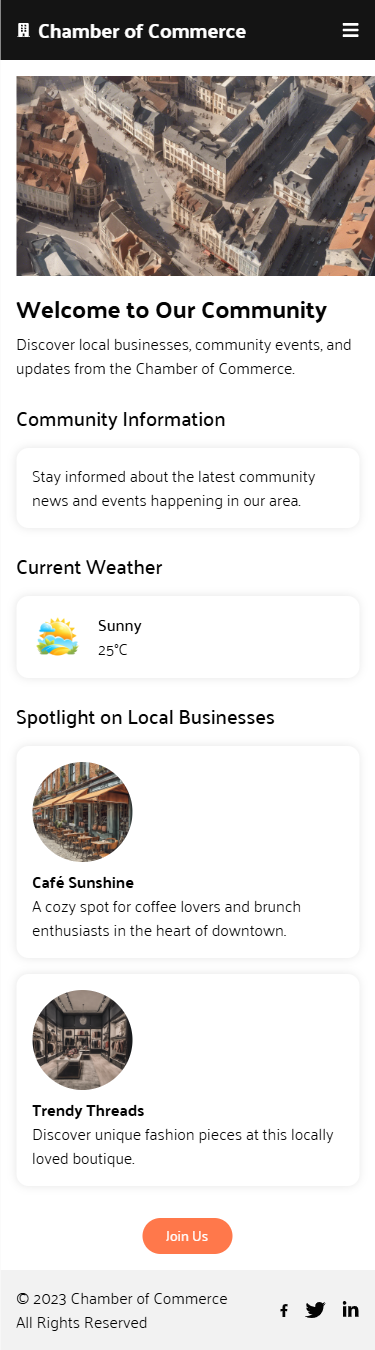 Chamber of Commerce
Welcome to Our Community
Discover local businesses, community events, and
updates from the Chamber of Commerce.
Community Information
Stay informed about the latest community
news and events happening in our area.
Current Weather
Sunny
25°C
Spotlight on Local Businesses
Café Sunshine
A cozy spot for coffee lovers and brunch
enthusiasts in the heart of downtown.
Trendy Threads
Discover unique fashion pieces at this locally
loved boutique.
Join Us
© 2023 Chamber of Commerce
All Rights Reserved